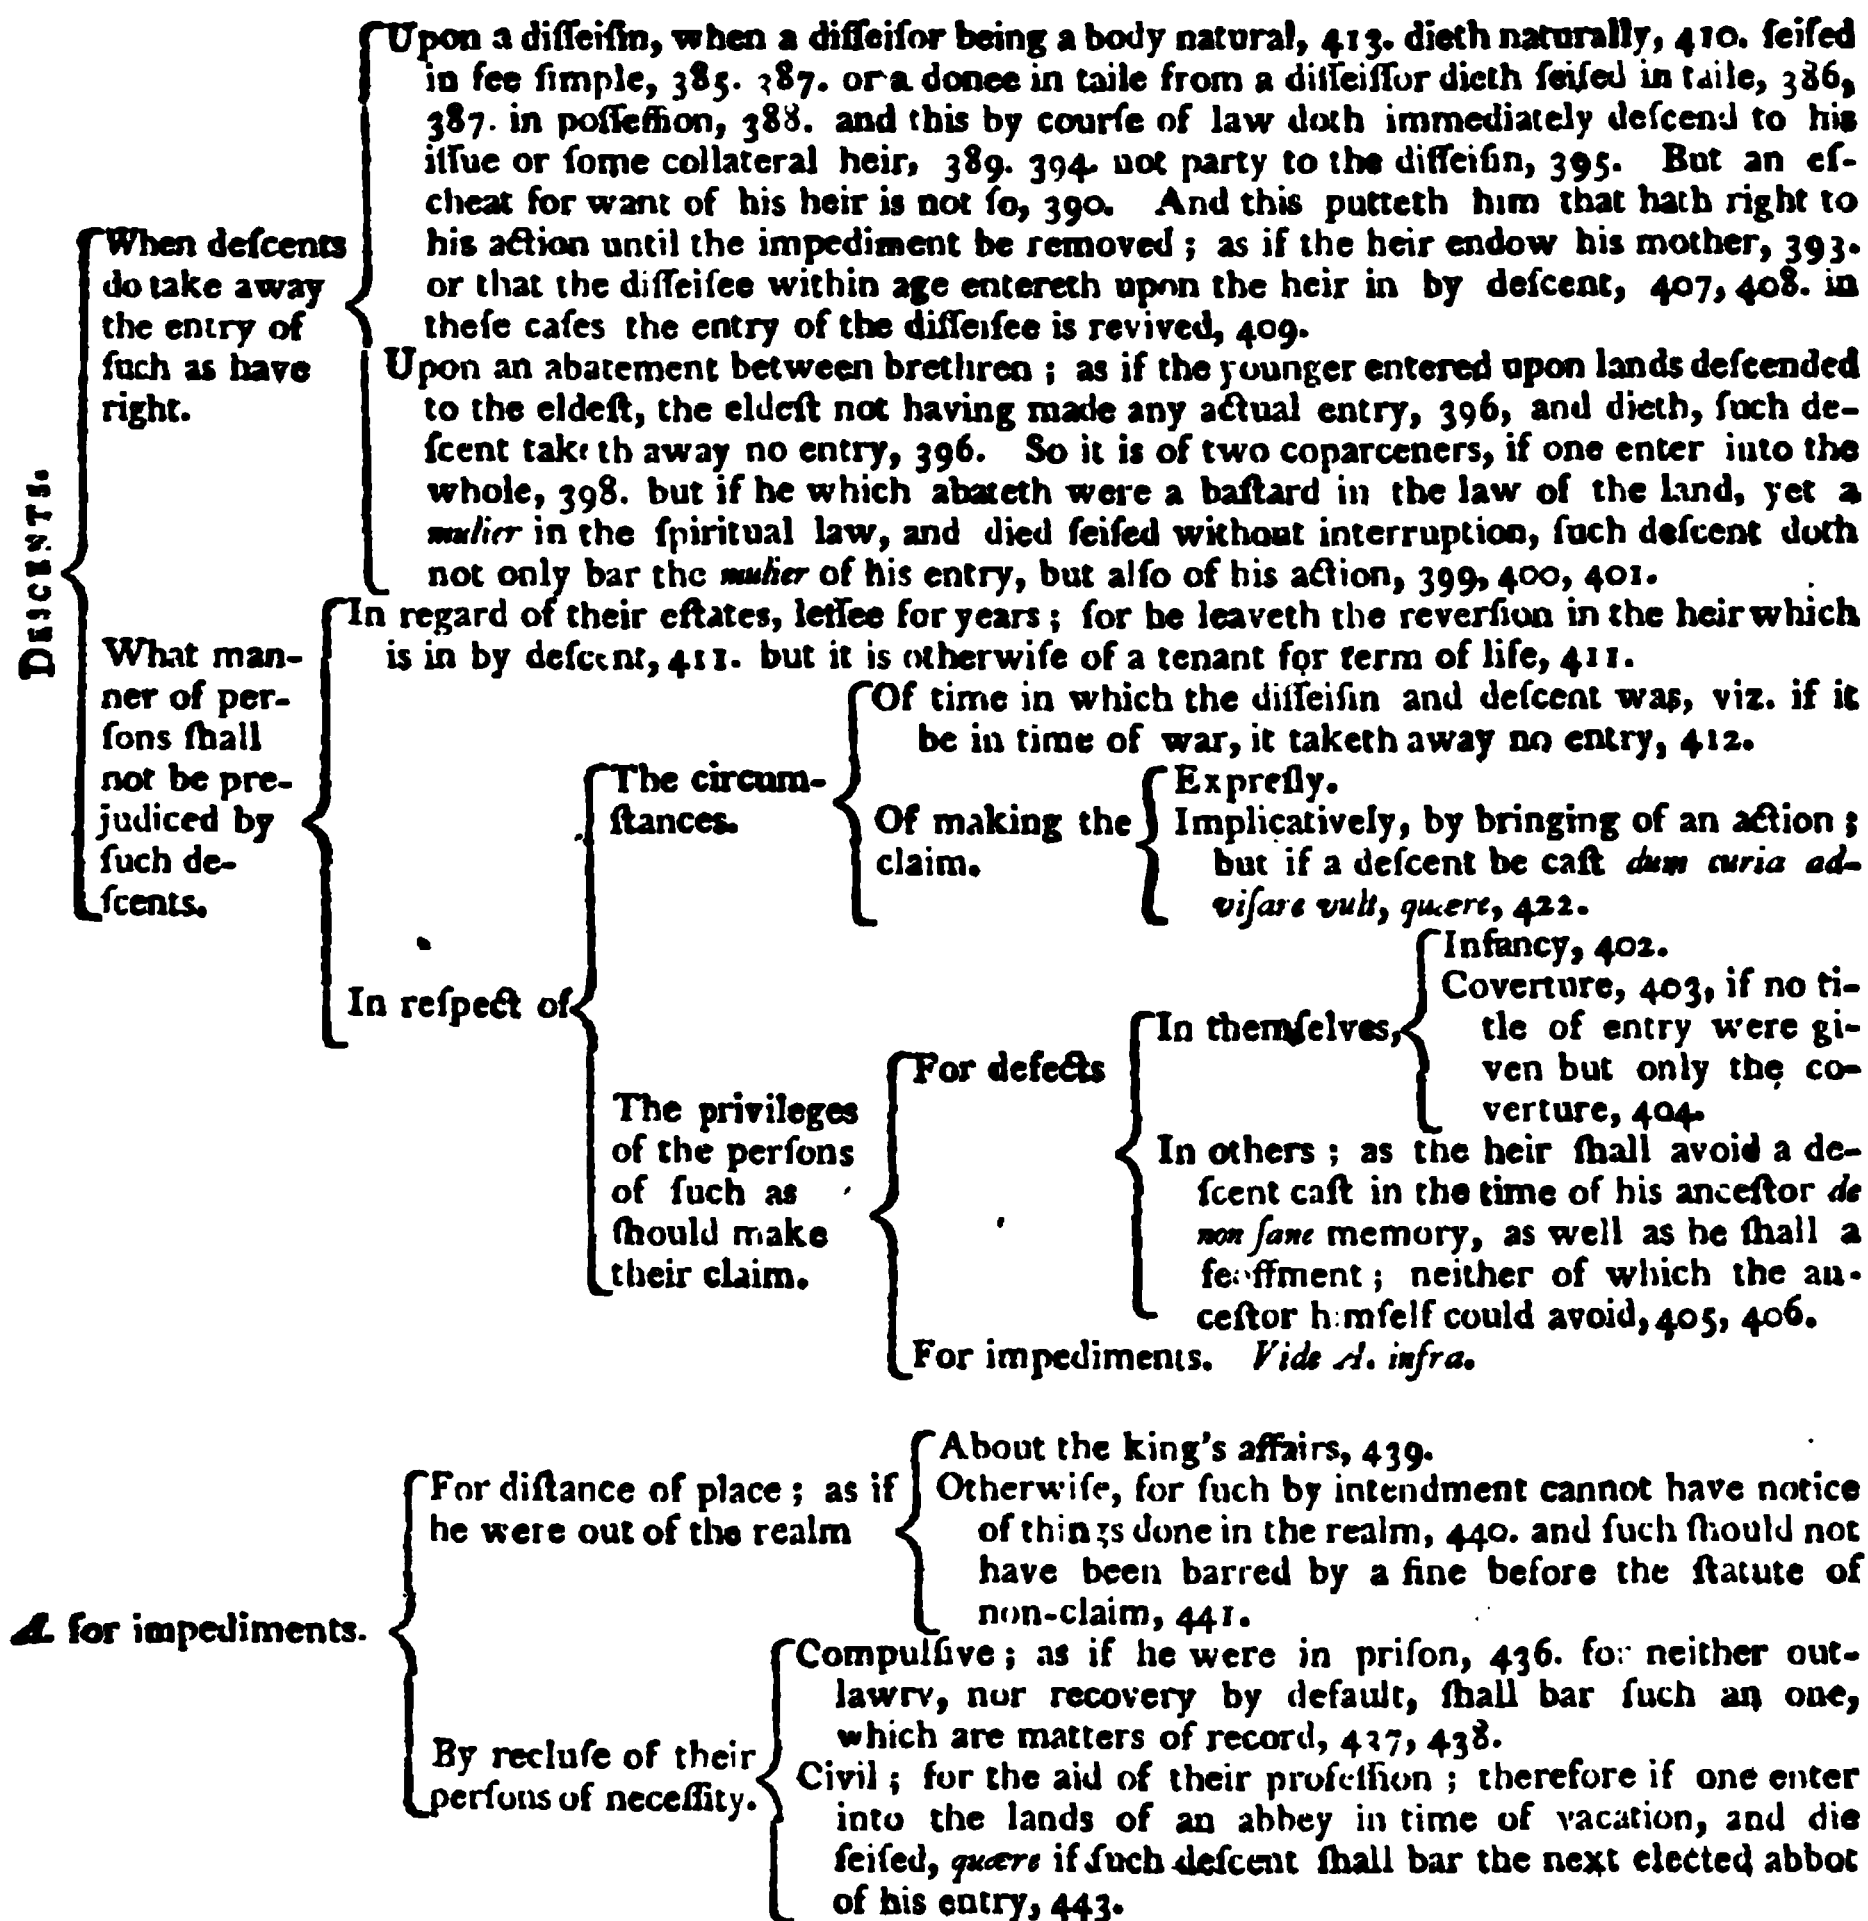 DESCENTS.
When deſcents
do take away
the entry of
ſuch as have
right.
Upon a diſſeiſin, when a diſſeiſor being a body natural, 413. dieth naturally, 410. ſeiſed
in fee ſimple, 385. 387. or a donee in taile from a diſſeiſſor dieth ſeiſed in taile, 386,
387. in poſſeſſion, 388. and this by courſe of law doth immediately deſcend to his
iſſue or ſome collateral heir, 389. 394. not party to the diſſeiſin, 395. But an eſ-
cheat for want of his heir is not ſo, 390. And this putteth him that hath right to
his action until the impediment be removed; as if the heir endow his mother, 393.
or that the diſſeiſee within age entereth upon the heir in by deſcent, 407, 408. in
theſe caſes the entry of the diſſeiſee is revived, 409.
Upon an abatement between brethren; as if the younger entered upon lands deſcended
to the eldeſt, the eldeſt not having made any actual entry, 396, and dieth, ſuch de-
ſcent taketh away no entry, 396. So it is of two coparceners, if one enter into the
whole, 398. but if he which abateth were a baſtard in the law of the land, yet a
mulier in the ſpiritual law, and died ſeiſed without interruption, ſuch deſcent doth
not only bar the mulier of his entry, but alſo of his action, 399, 400, 401.
What man-
ner of per-
ſons ſhall
not be pre-
judiced by
ſuch de-
ſcents.
In regard of their eſtates, leſſee for years; for he leaveth the reverſion in the heir which
is in by deſcent, 411. but it is otherwiſe of a tenant for term of life, 411.
In reſpect of
The circum-
ſtances.
Of time in which the diſſeiſin and deſcent was, viz. if it
be in time of war, it taketh away no entry, 412.
Of making the
claim.
Expreſly.
Implicatively, by bringing of an action;
but if a deſcent be caſt dum curia ad-
viſare vult, quære, 422.
The privileges
of the perſons
of ſuch as
ſhould make
their claim.
For defects
In themſelves,
Infancy, 402.
Coverture, 403, if no ti-
tle of entry were gi-
ven but only the co-
verture, 404.
In others; as the heir ſhall avoid a de-
ſcent caſt in the time of his anceſtor de
non ſane memory, as well as he ſhall a
feoffment; neither of which the an-
ceſtor himſelf could avoid, 405, 406.
For impediments. Vide A. infra.
A. for impediments.
For diſtance of place; as if
he were out of the realm
About the king's affairs, 439.
Otherwiſe, for ſuch by intendment cannot have notice
of things done in the realm, 440. and ſuch ſhould not
have been barred by a fine before the ſtatute of
non-claim, 441.
By recluſe of their
perſons of neceſſity.
Compulſive; as if he were in priſon, 436. for neither out-
lawry, nor recovery by default, ſhall bar ſuch an one,
which are matters of record, 437, 438.
Civil; for the aid of their profeſſion; therefore if one enter
into the lands of an abbey in time of vacation, and die
ſeiſed, quære if ſuch deſcent ſhall bar the next elected abbot
of his entry, 443.